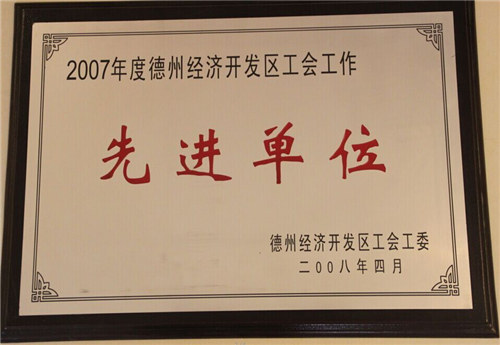 2007年度德州经济开发区工会工作
先进单位
德州经济开发区工会工委
二00八年四月